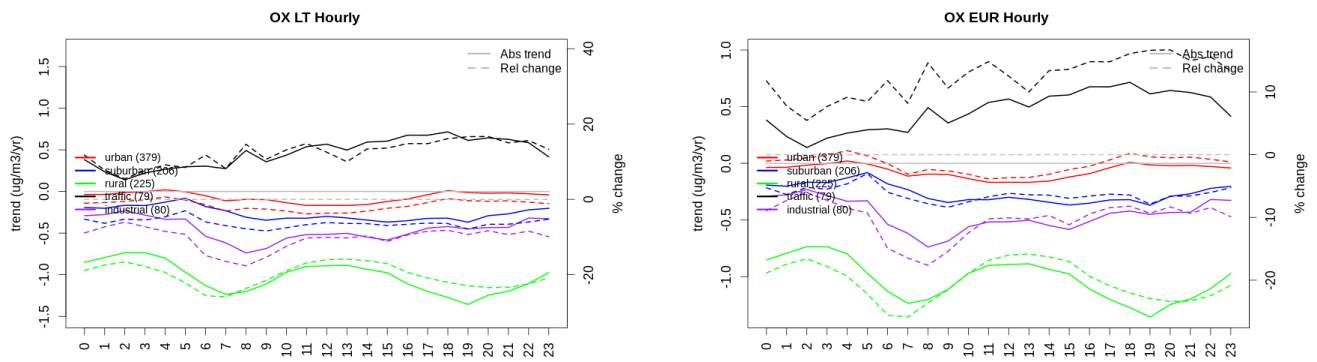 OX LT Hourly
Abs trend
Rel change
urban (379)
suburban (206)
rural (225)
traffic (79)
industrial (80)
trend (ug/m3/yr)
1.5
1.0
0.5
0.0
-0.5
-1.0
-1.5
% change
40
20
0
-20
0 1 2 3 4 5 6 7 8 9 10 11 12 13 14 15 16 17 18 19 20 21 22 23
OX EUR Hourly
Abs trend
Rel change
urban (379)
suburban (206)
rural (225)
traffic (79)
industrial (80)
trend (ug/m3/yr)
1.0
0.5
0.0
-0.5
-1.0
% change
10
0
-10
-20
0 1 2 3 4 5 6 7 8 9 10 11 12 13 14 15 16 17 18 19 20 21 22 23